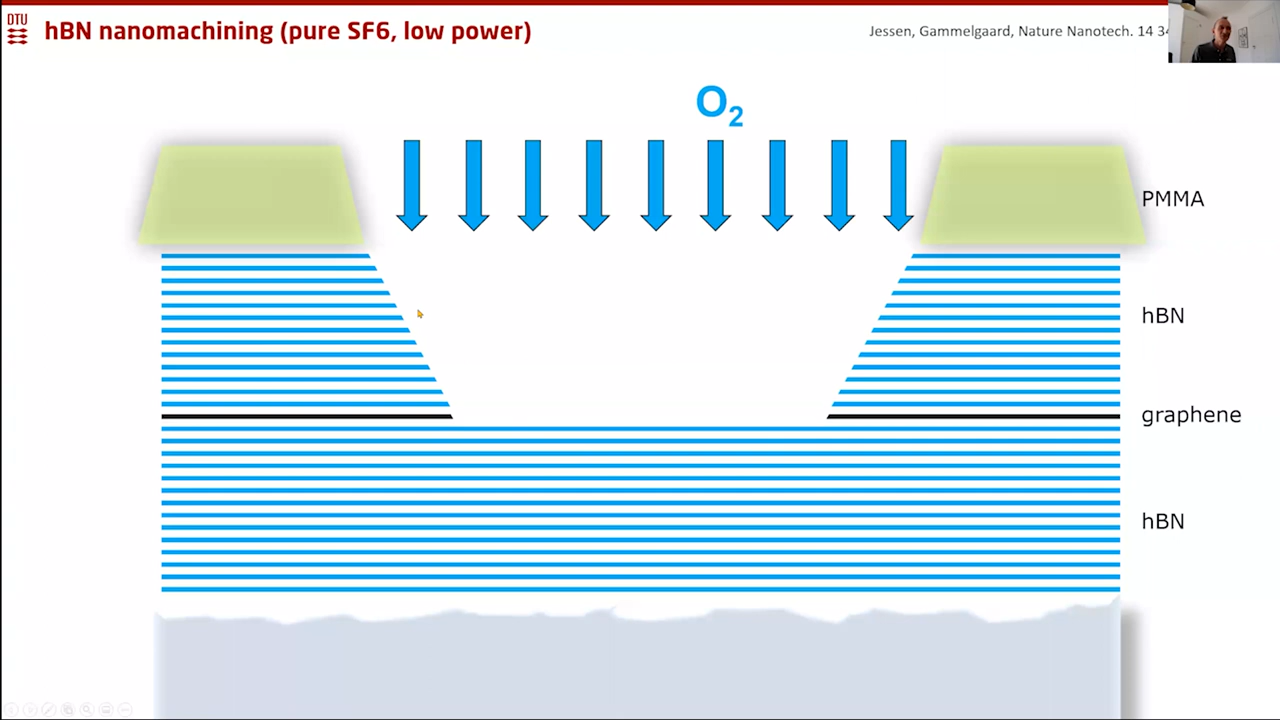 DTU
hBN nanomachining (pure SF6, low power)
Jessen, Gammelgaard, Nature Nanotech. 14 34
O2
PMMA
hBN
graphene
hBN